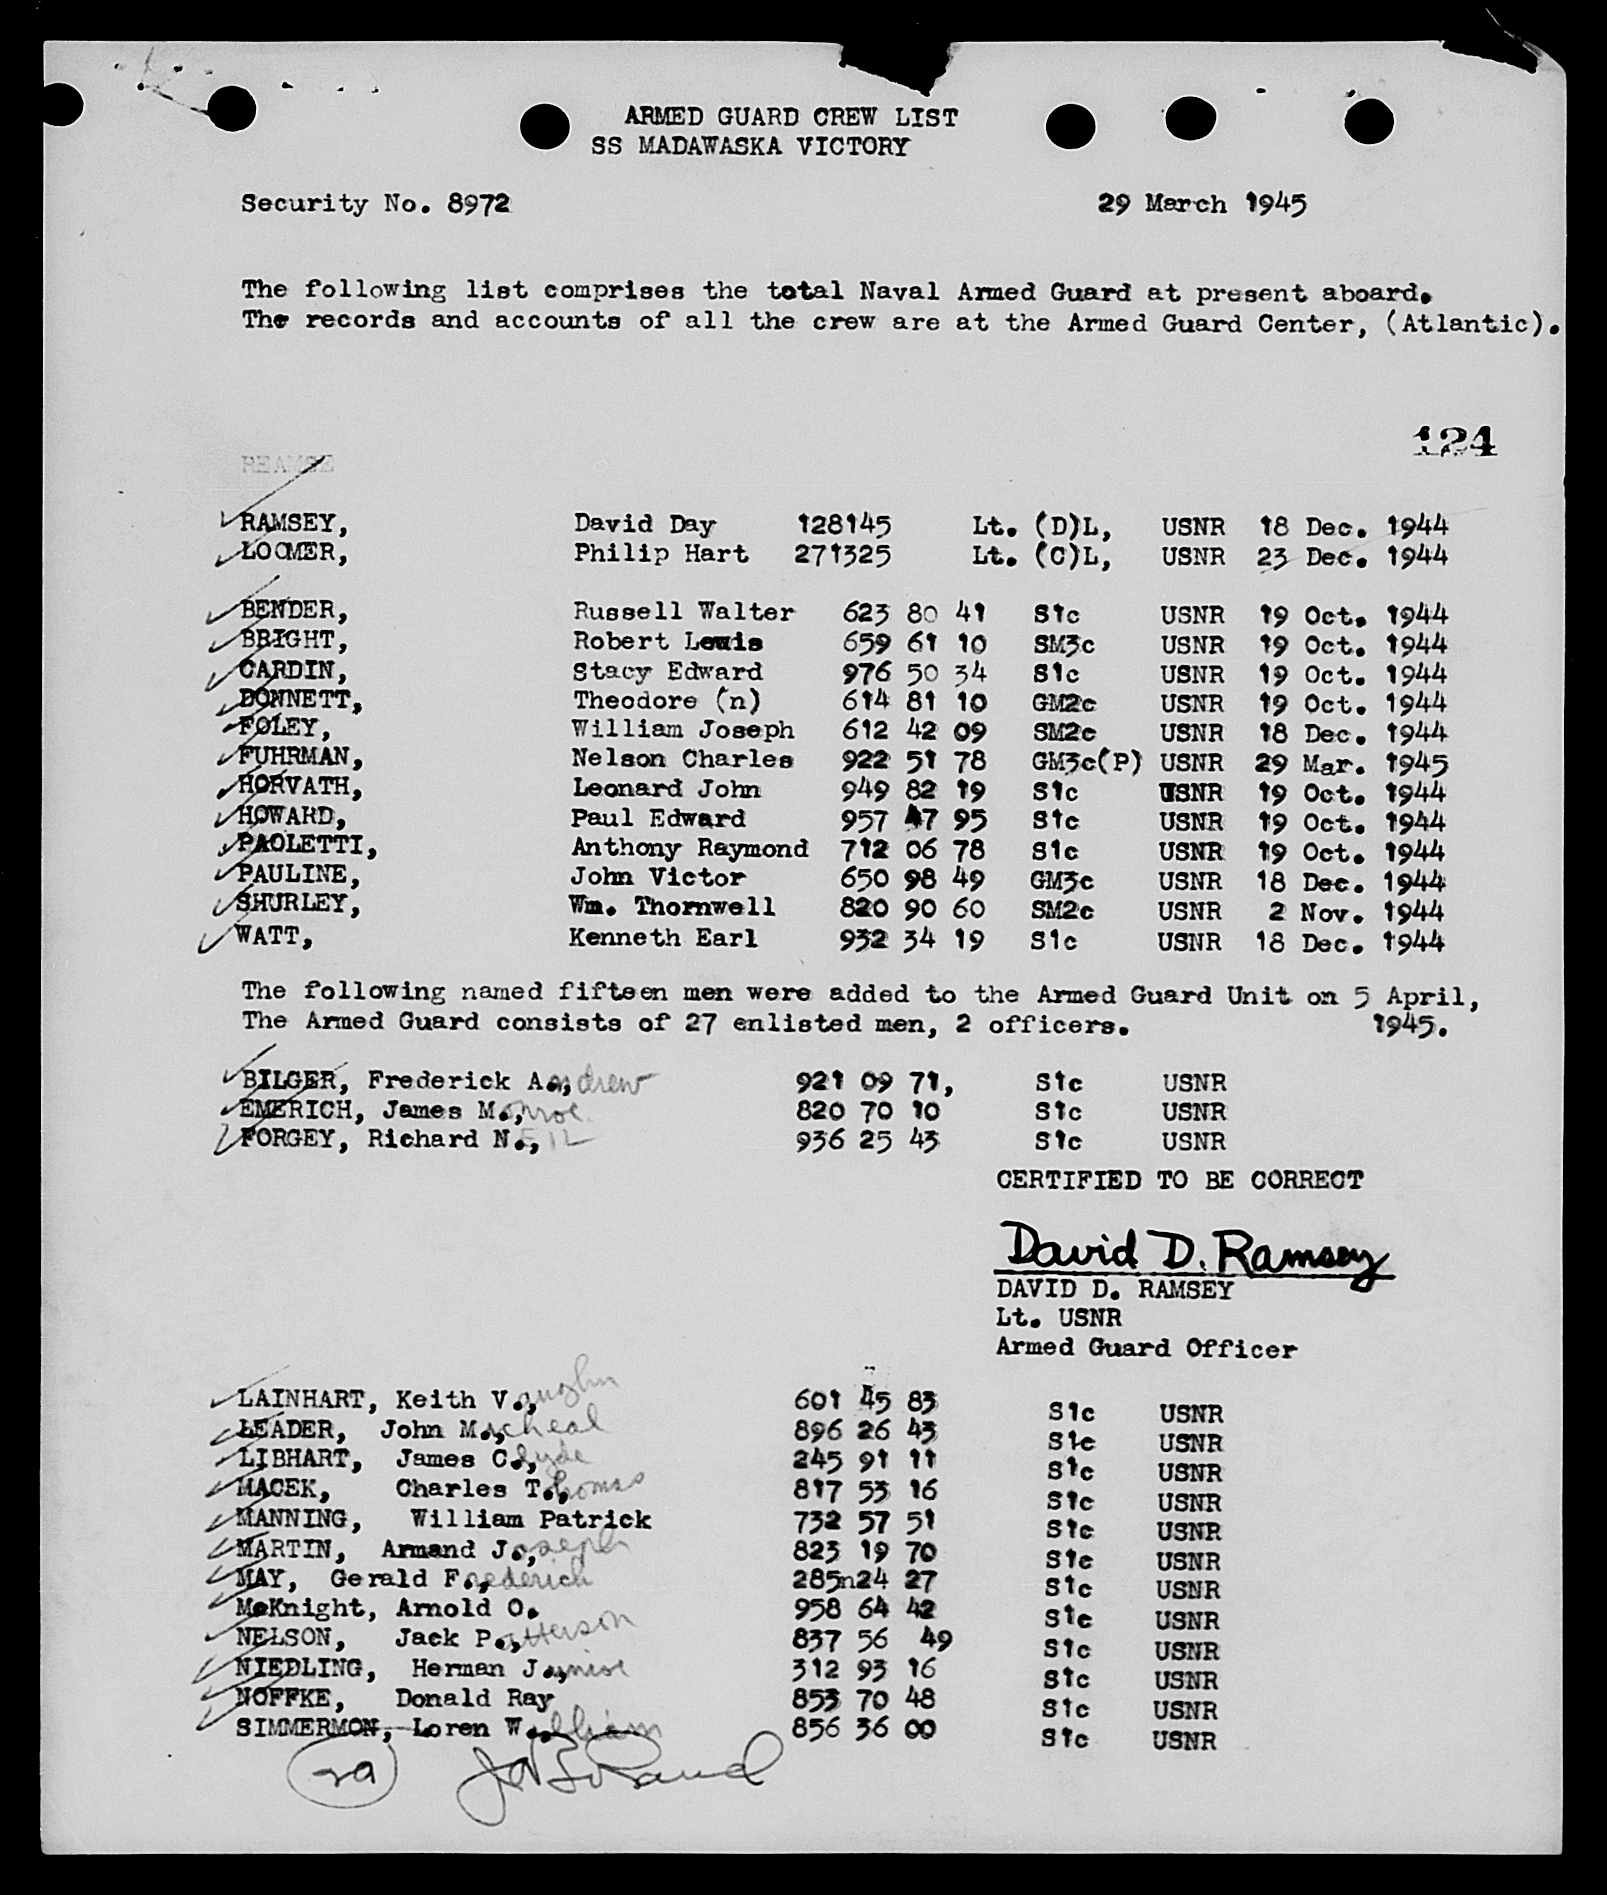 ARMED GUARD CREW LIST
SS MADAWASKA VICTORY
Security No. 8972 29 March 1945
The following list comprises the total Naval Armed Guard at present aboard.
The records and accounts of all the crew are at the Armed Guard Center, (Atlantic).
124
RAMSEY, David Day 128145 Lt. (D)L, USNR 18 Dec. 1944
LOOMER, Philip Hart 271325 Lt. (C)L, USNR 23 Dec. 1944
BENDER, Russell Walter 623 80 41 S1c USNR 19 Oct. 1944
BRIGHT, Robert Lewis 659 61 10 SM3c USNR 19 Oct. 1944
CARDIN, Stacy Edward 976 50 34 S1c USNR 19 Oct. 1944
DONNETT, Theodore (n) 614 81 10 GM2c USNR 19 Oct. 1944
FOLEY, William Joseph 612 42 09 SM2c USNR 18 Dec. 1944
FUHRMAN, Nelson Charles 922 51 78 GM3c(P) USNR 29 Mar. 1945
HORVATH, Leonard John 949 82 19 S1c USNR 19 Oct. 1944
HOWARD, Paul Edward 957 47 95 S1c USNR 19 Oct. 1944
PAOLETTI, Anthony Raymond 712 06 78 S1c USNR 19 Oct. 1944
PAULINE, John Victor 650 98 49 GM3c USNR 18 Dec. 1944
SHURLEY, Wm. Thornwell 820 90 60 SM2c USNR 2 Nov. 1944
WATT, Kenneth Earl 932 34 19 S1c USNR 18 Dec. 1944
The following named fifteen men were added to the Armed Guard Unit on 5 April,
The Armed Guard consists of 27 enlisted men, 2 officers. 1945.
BILGER, Frederick A., ndrew 921 09 71, S1c USNR
EMERICH, James M., onroe 820 70 10 S1c USNR
FORGEY, Richard N., EIL 936 25 43 S1c USNR
CERTIFIED TO BE CORRECT
David D. Ramsey
DAVID D. RAMSEY
Lt. USNR
Armed Guard Officer
LAINHART, Keith V., aughn 601 45 83 S1c USNR
LEADER, John M., icheal 896 26 43 S1c USNR
LIBHART, James C., lyde 245 91 11 S1c USNR
MACEK, Charles T., homas 817 53 16 S1c USNR
MANNING, William Patrick 732 57 51 S1c USNR
MARTIN, Armand J., oseph 823 19 70 S1c USNR
MAY, Gerald F., rederich 285n24 27 S1c USNR
McKnight, Arnold O. 958 64 42 S1c USNR
NELSON, Jack P., atterson 837 56 49 S1c USNR
NIEDLING, Herman J., unior 312 93 16 S1c USNR
NOFFKE, Donald Ray 853 70 48 S1c USNR
SIMMERMON, Loren W., illiam 856 36 00 S1c USNR
29